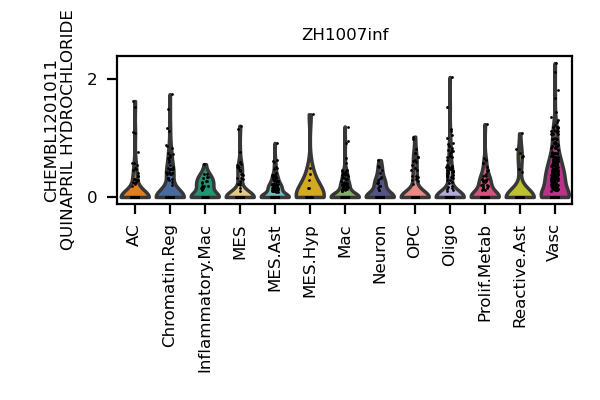 ZH1007inf
CHEMBL1201011
QUINAPRIL HYDROCHLORIDE
2
0
AC
Chromatin.Reg
Inflammatory.Mac
MES
MES.Ast
MES.Hyp
Mac
Neuron
OPC
Oligo
Prolif.Metab
Reactive.Ast
Vasc